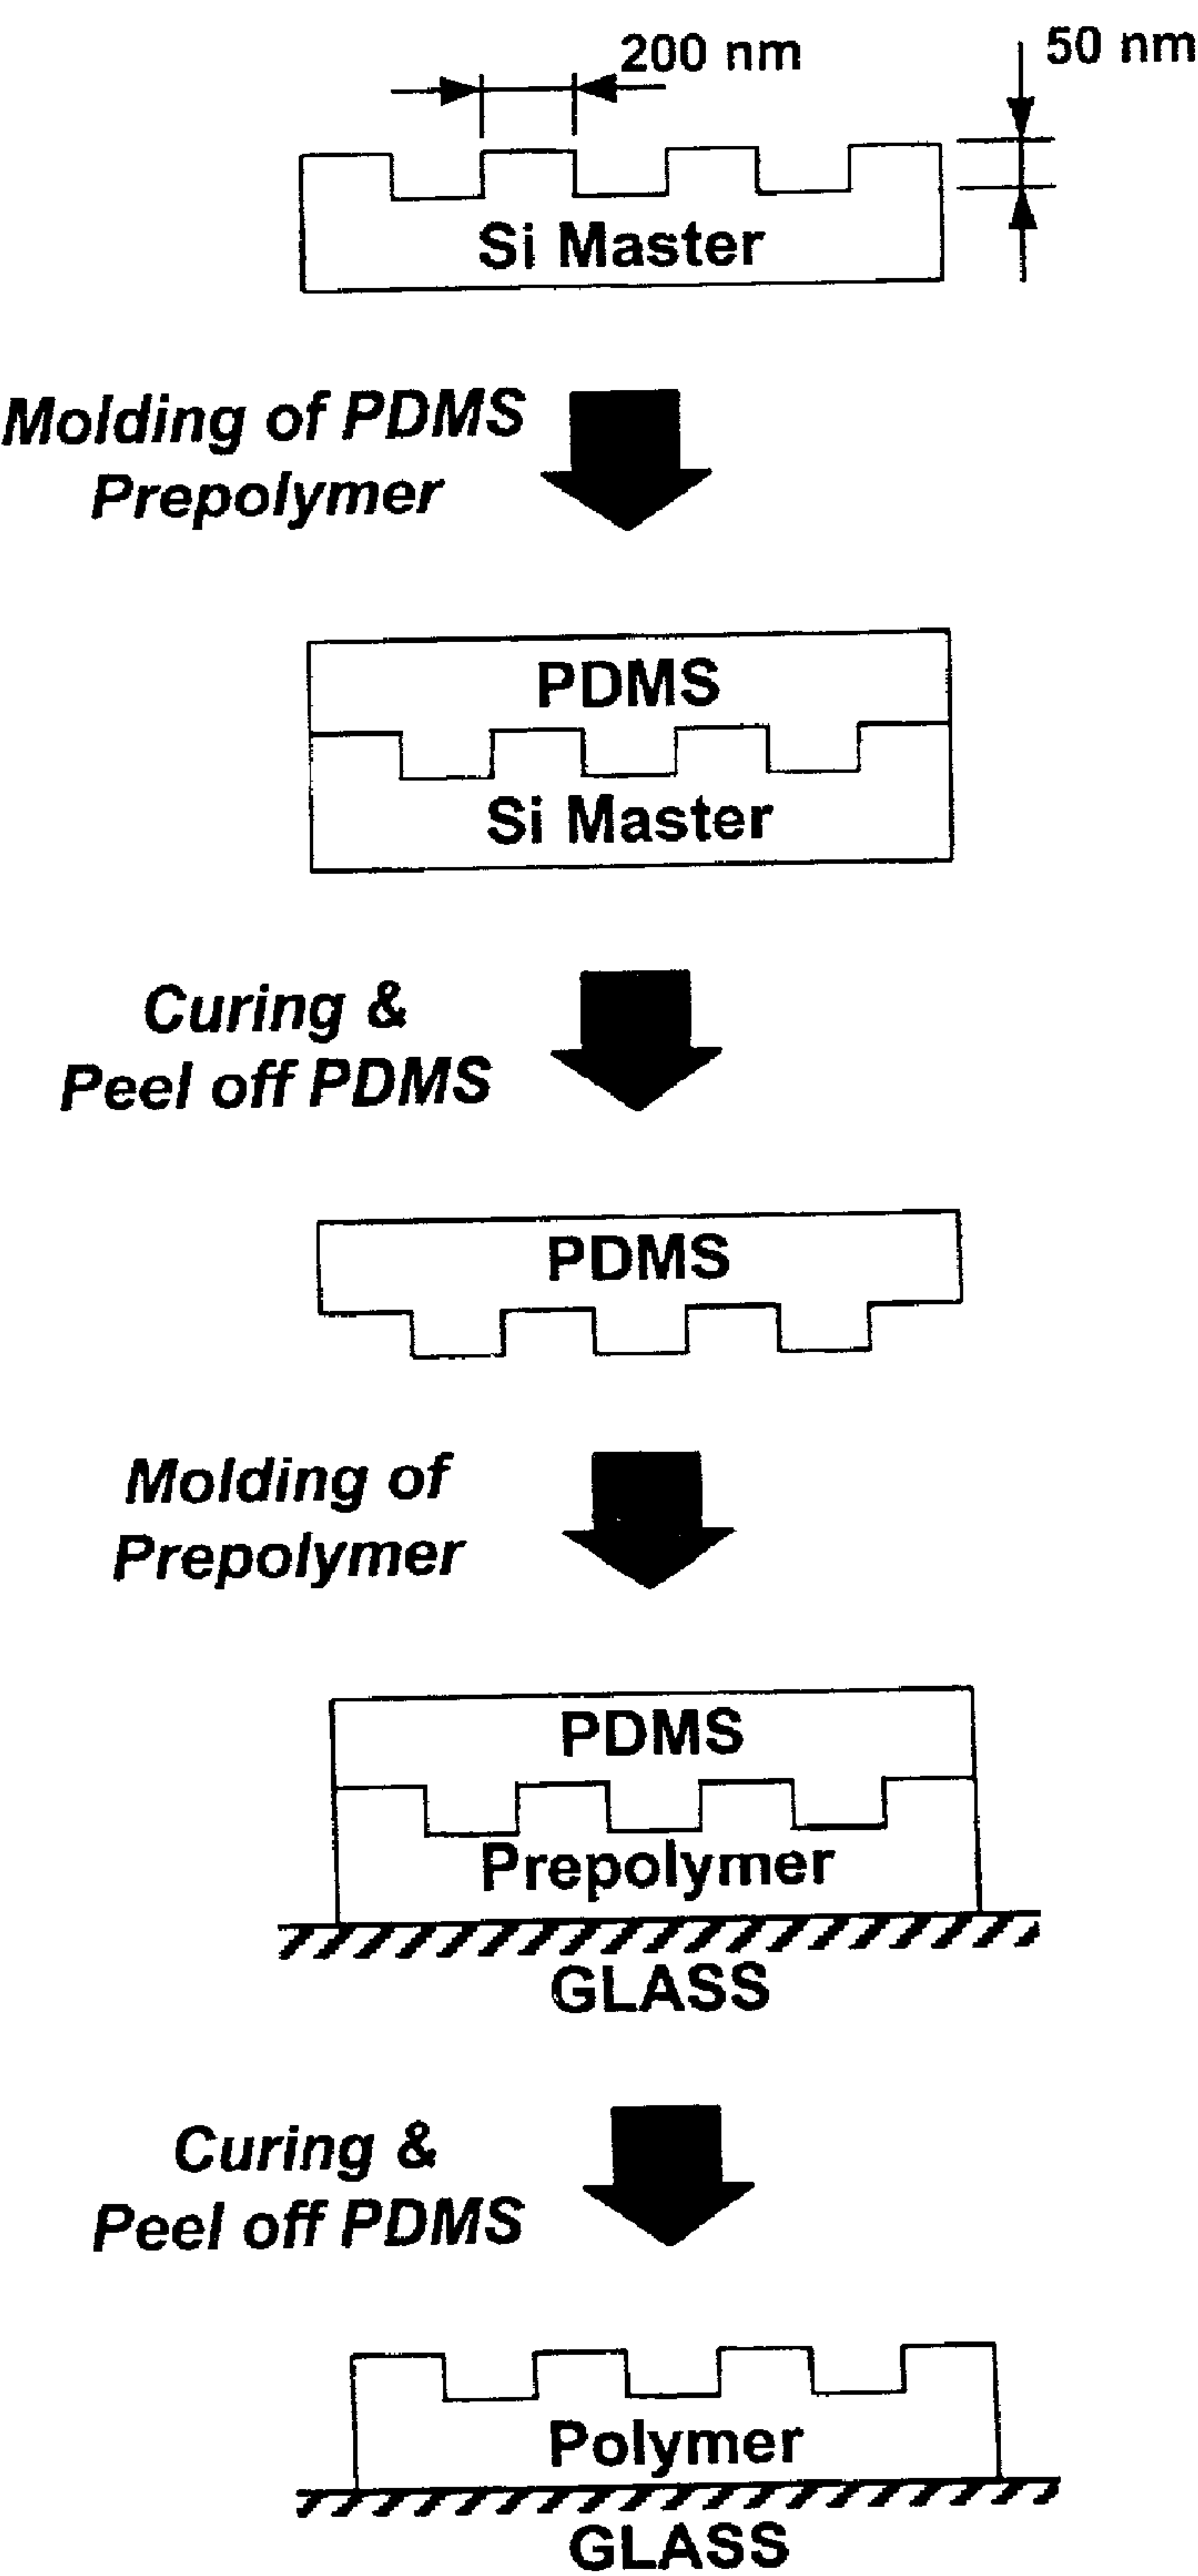 200 nm
50 nm
Si Master
Molding of PDMS
Prepolymer
PDMS
Si Master
Curing &
Peel off PDMS
PDMS
Molding of
Prepolymer
PDMS
Prepolymer
GLASS
Curing &
Peel off PDMS
Polymer
GLASS